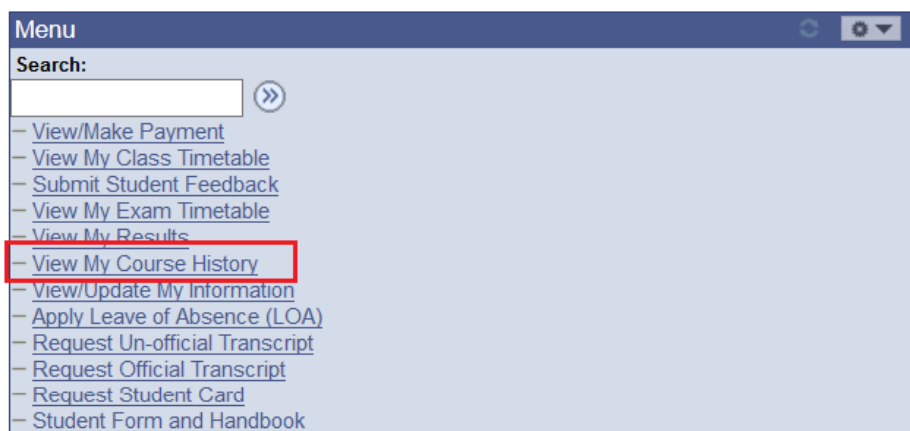 Menu
Search:
– View/Make Payment
– View My Class Timetable
– Submit Student Feedback
– View My Exam Timetable
– View My Results
– View My Course History
– View/Update My Information
– Apply Leave of Absence (LOA)
– Request Un-official Transcript
– Request Official Transcript
– Request Student Card
– Student Form and Handbook